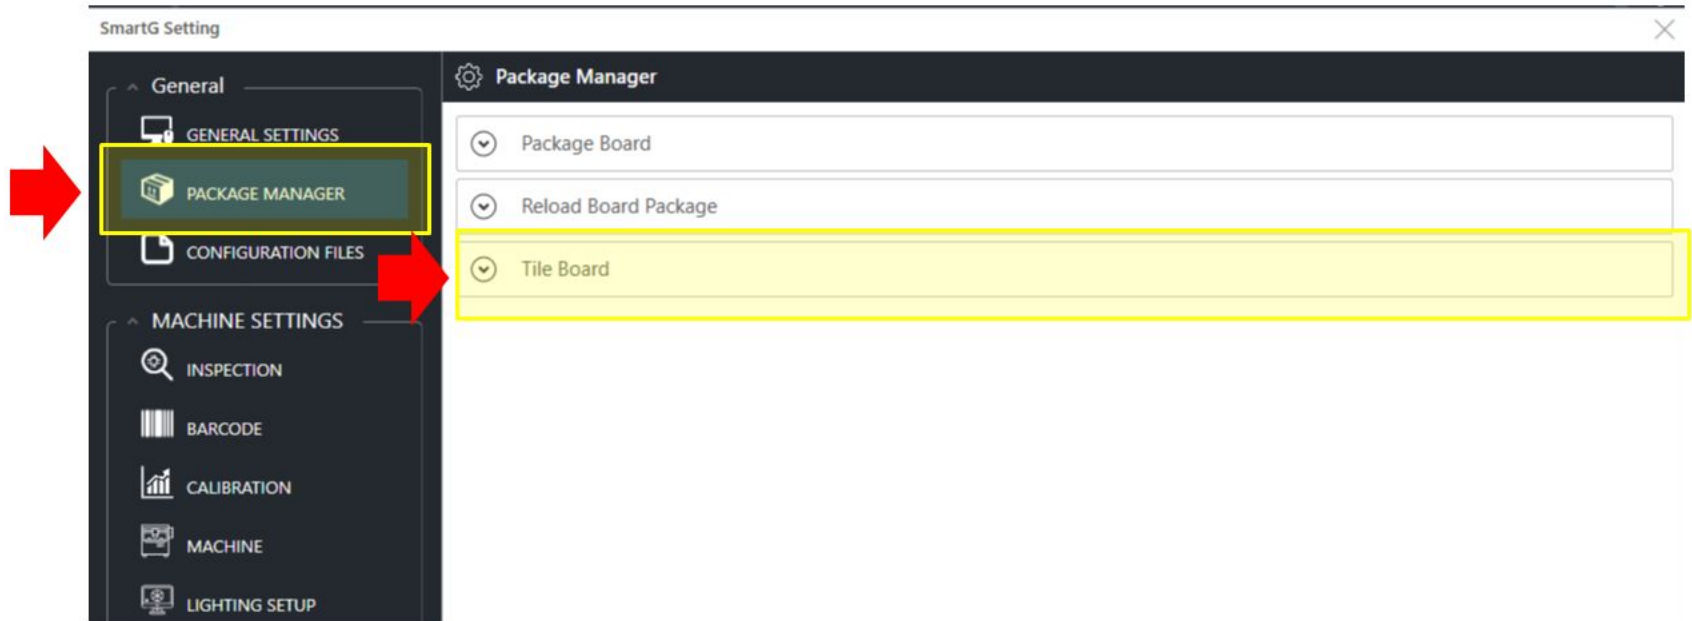 SmartG Setting
General
GENERAL SETTINGS
PACKAGE MANAGER
CONFIGURATION FILES
MACHINE SETTINGS
INSPECTION
BARCODE
CALIBRATION
MACHINE
LIGHTING SETUP
Package Manager
Package Board
Reload Board Package
Tile Board